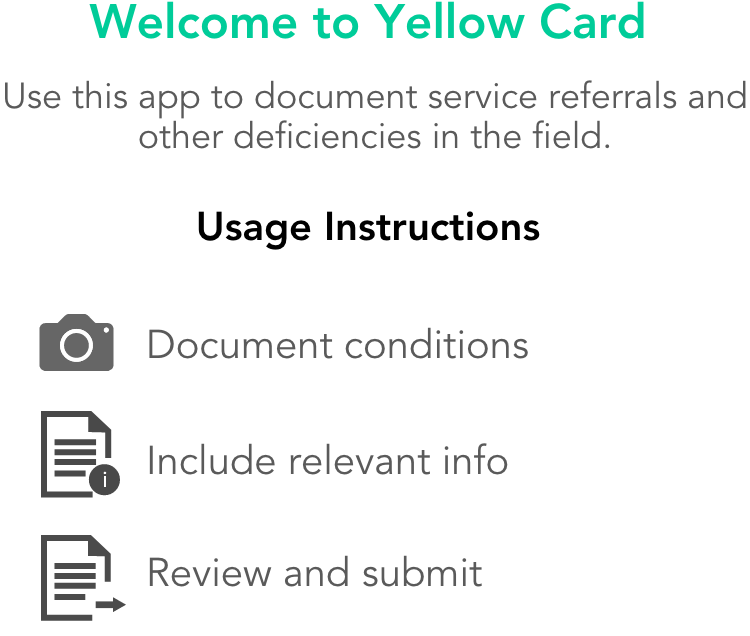 Welcome to Yellow Card
Use this app to document service referrals and
other deficiencies in the field.
Usage Instructions
Document conditions
i
Include relevant info
Review and submit